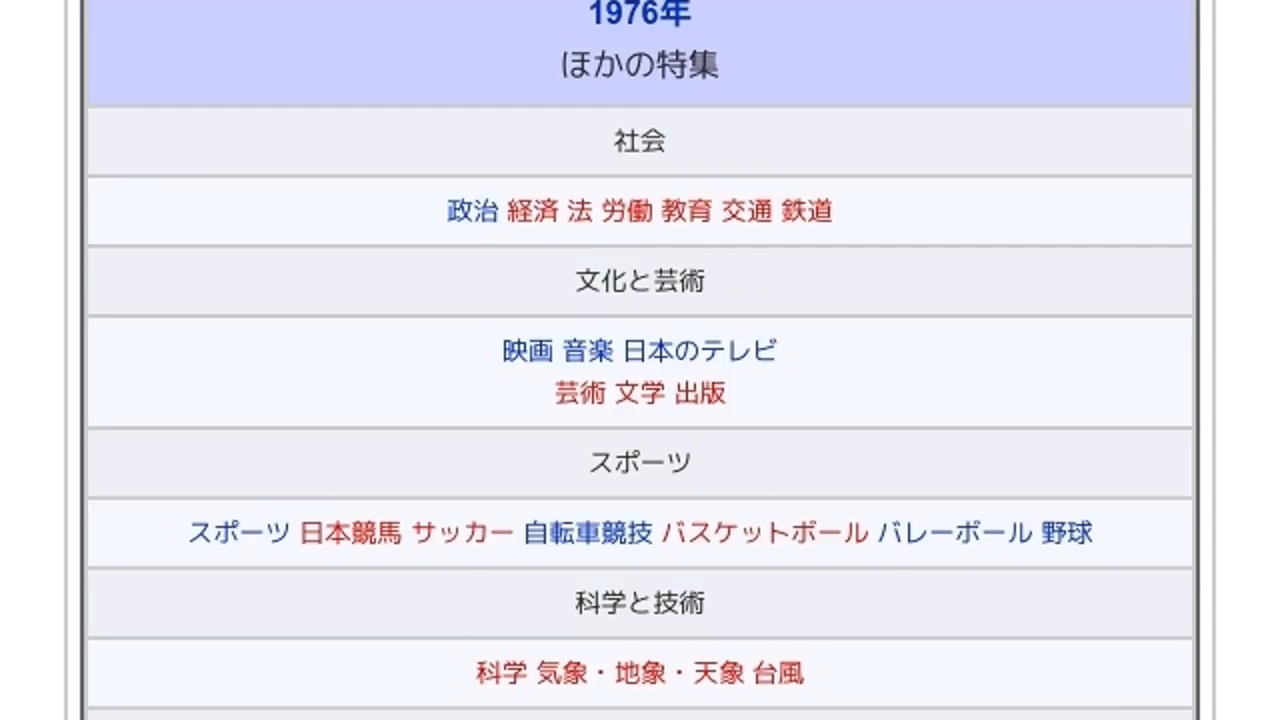 1976年
ほかの特集
社会
政治 経済 法 労働 教育 交通 鉄道
文化と芸術
映画 音楽 日本のテレビ
芸術 文学 出版
スポーツ
スポーツ 日本競馬 サッカー 自転車競技 バスケットボール バレーボール 野球
科学と技術
科学 気象・地象・天象 台風